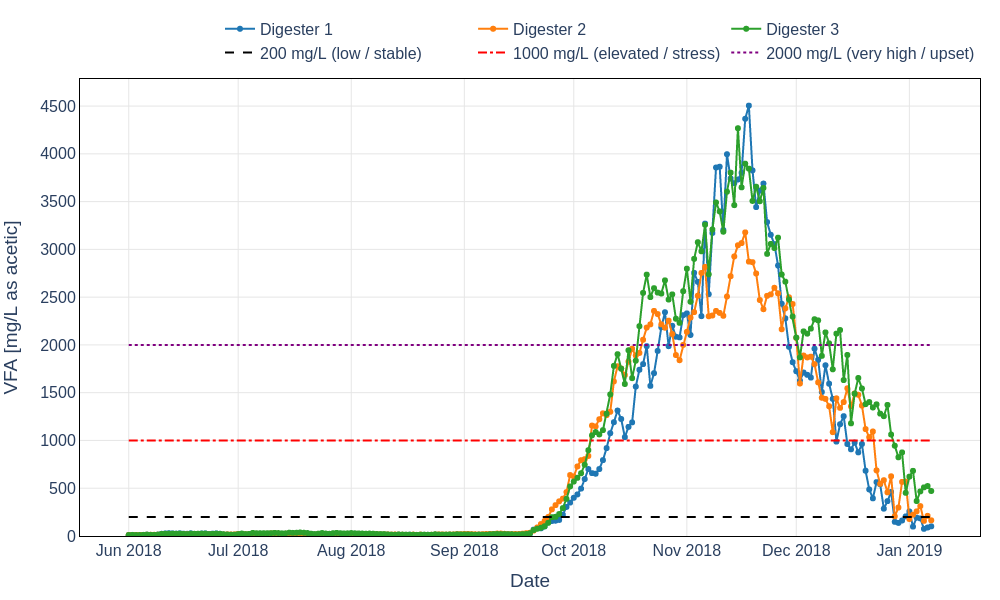 Digester 1 Digester 2 Digester 3
200 mg/L (low / stable) 1000 mg/L (elevated / stress) 2000 mg/L (very high / upset)
VFA [mg/L as acetic]
4500
4000
3500
3000
2500
2000
1500
1000
500
0
Jun 2018 Jul 2018 Aug 2018 Sep 2018 Oct 2018 Nov 2018 Dec 2018 Jan 2019
Date